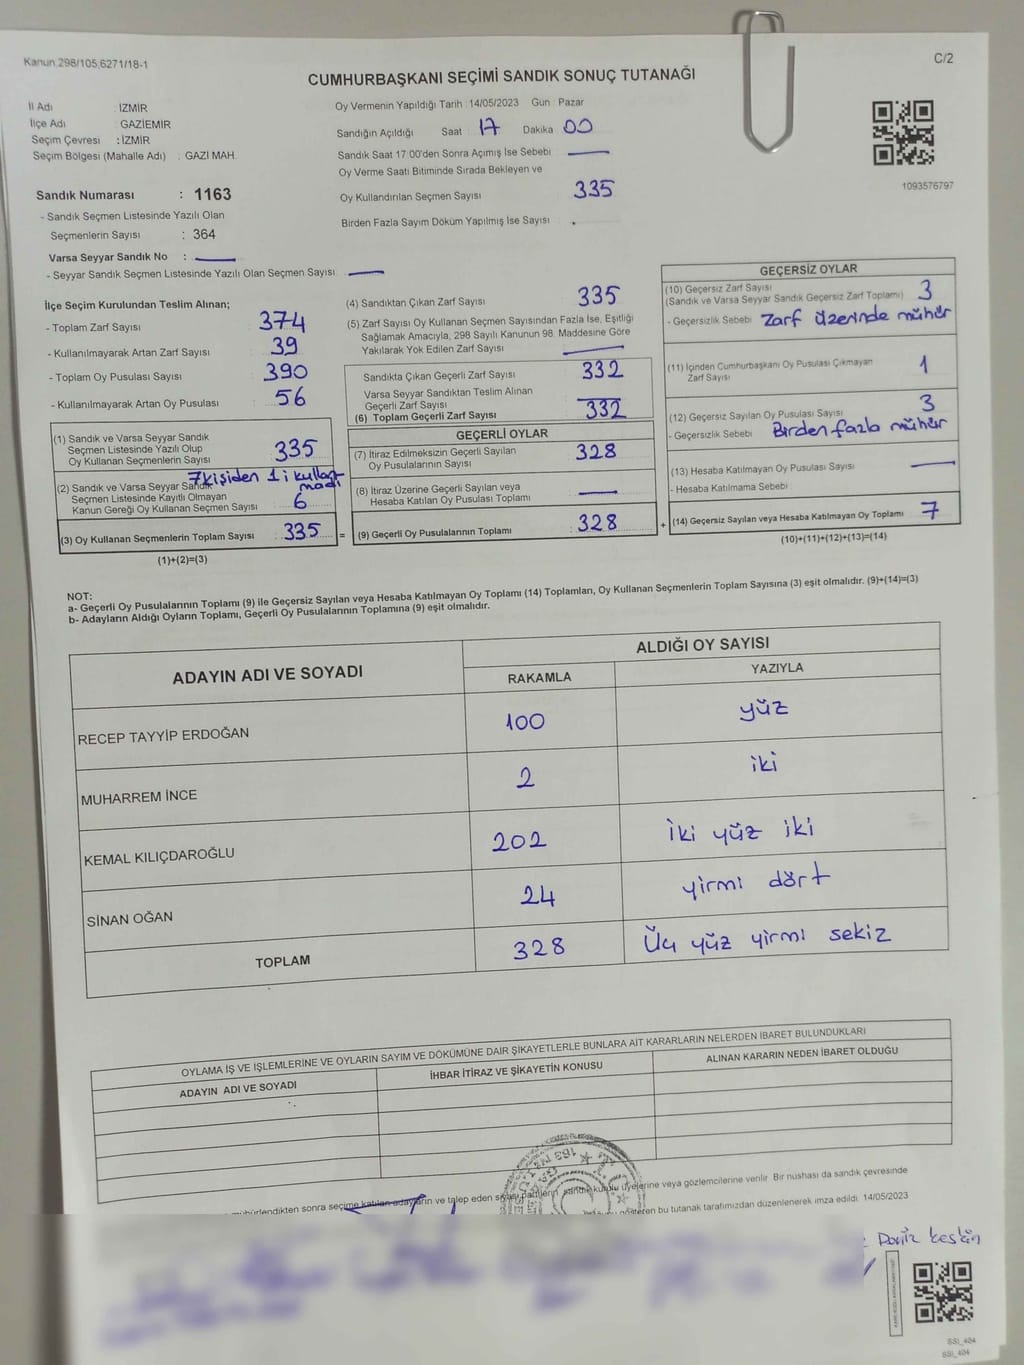 Kanun 298/105,6271/18-1
C/2
CUMHURBAŞKANI SEÇİMİ SANDIK SONUÇ TUTANAĞI
İl Adı : İZMİR
İlçe Adı : GAZİEMİR
Seçim Çevresi : İZMİR
Seçim Bölgesi (Mahalle Adı) : GAZİ MAH.
Oy Vermenin Yapıldığı Tarih : 14/05/2023 Gün : Pazar
Sandığın Açıldığı Saat 17 Dakika 00
Sandık Saat 17:00'den Sonra Açımış İse Sebebi
Oy Verme Saati Bitiminde Sırada Bekleyen ve
Oy Kullandırılan Seçmen Sayısı 335
Birden Fazla Sayım Döküm Yapılmış İse Sayısı
1093576797
Sandık Numarası : 1163
- Sandık Seçmen Listesinde Yazılı Olan
Seçmenlerin Sayısı : 364
Varsa Seyyar Sandık No :
- Seyyar Sandık Seçmen Listesinde Yazılı Olan Seçmen Sayısı
İlçe Seçim Kurulundan Teslim Alınan;
- Toplam Zarf Sayısı : 374
- Kullanılmayarak Artan Zarf Sayısı : 39
- Toplam Oy Pusulası Sayısı : 390
- Kullanılmayarak Artan Oy Pusulası : 56
(1) Sandık ve Varsa Seyyar Sandık
Seçmen Listesinde Yazılı Olup
Oy Kullanan Seçmenlerin Sayısı : 335
7 kişiden 1 i kullan
madı
(2) Sandık ve Varsa Seyyar Sandık
Seçmen Listesinde Kayıtlı Olmayan
Kanun Gereği Oy Kullanan Seçmen Sayısı : 6
(3) Oy Kullanan Seçmenlerin Toplam Sayısı : 335 =
(1)+(2)=(3)
(4) Sandıktan Çıkan Zarf Sayısı 335
(5) Zarf Sayısı Oy Kullanan Seçmen Sayısından Fazla İse, Eşitliği
Sağlamak Amacıyla, 298 Sayılı Kanunun 98. Maddesine Göre
Yakılarak Yok Edilen Zarf Sayısı
Sandıkta Çıkan Geçerli Zarf Sayısı : 332
Varsa Seyyar Sandıktan Teslim Alınan
Geçerli Zarf Sayısı
(6) Toplam Geçerli Zarf Sayısı : 332
GEÇERLİ OYLAR
(7) İtiraz Edilmeksizin Geçerli Sayılan
Oy Pusulalarının Sayısı : 328
(8) İtiraz Üzerine Geçerli Sayılan veya
Hesaba Katılan Oy Pusulası Toplamı
(9) Geçerli Oy Pusulalarının Toplamı : 328 +
GEÇERSİZ OYLAR
(10) Geçersiz Zarf Sayısı
(Sandık ve Varsa Seyyar Sandık Geçersiz Zarf Toplamı) 3
- Geçersizlik Sebebi : Zarf üzerinde mühür
(11) İçinden Cumhurbaşkanı Oy Pusulası Çıkmayan
Zarf Sayısı 1
(12) Geçersiz Sayılan Oy Pusulası Sayısı : 3
- Geçersizlik Sebebi Birden fazla mühür
(13) Hesaba Katılmayan Oy Pusulası Sayısı
- Hesaba Katılmama Sebebi
(14) Geçersiz Sayılan veya Hesaba Katılmayan Oy Toplamı : 7
(10)+(11)+(12)+(13)=(14)
NOT:
a- Geçerli Oy Pusulalarının Toplamı (9) ile Geçersiz Sayılan veya Hesaba Katılmayan Oy Toplamı (14) Toplamları, Oy Kullanan Seçmenlerin Toplam Sayısına (3) eşit olmalıdır. (9)+(14)=(3)
b- Adayların Aldığı Oyların Toplamı, Geçerli Oy Pusulalarının Toplamına (9) eşit olmalıdır.
ADAYIN ADI VE SOYADI
ALDIĞI OY SAYISI
RAKAMLA YAZIYLA
RECEP TAYYİP ERDOĞAN 100 yüz
MUHARREM İNCE 2 iki
KEMAL KILIÇDAROĞLU 202 iki yüz iki
SİNAN OĞAN 24 yirmi dört
TOPLAM 328 Üç yüz yirmi sekiz
OYLAMA İŞ VE İŞLEMLERİNE VE OYLARIN SAYIM VE DÖKÜMÜNE DAİR ŞİKAYETLERLE BUNLARA AİT KARARLARIN NELERDEN İBARET BULUNDUKLARI
ADAYIN ADI VE SOYADI İHBAR İTİRAZ VE ŞİKAYETİN KONUSU ALINAN KARARIN NEDEN İBARET OLDUĞU
mühürlendikten sonra seçime katılan adayların ve talep eden siyasi partilerin sandık kurulu üyelerine veya gözlemcilerine verilir. Bir nüshası da sandık çevresinde
gösteren bu tutanak tarafımızdan düzenlenerek imza edildi. 14/05/2023
keskin
SSİ_404
SSİ_404